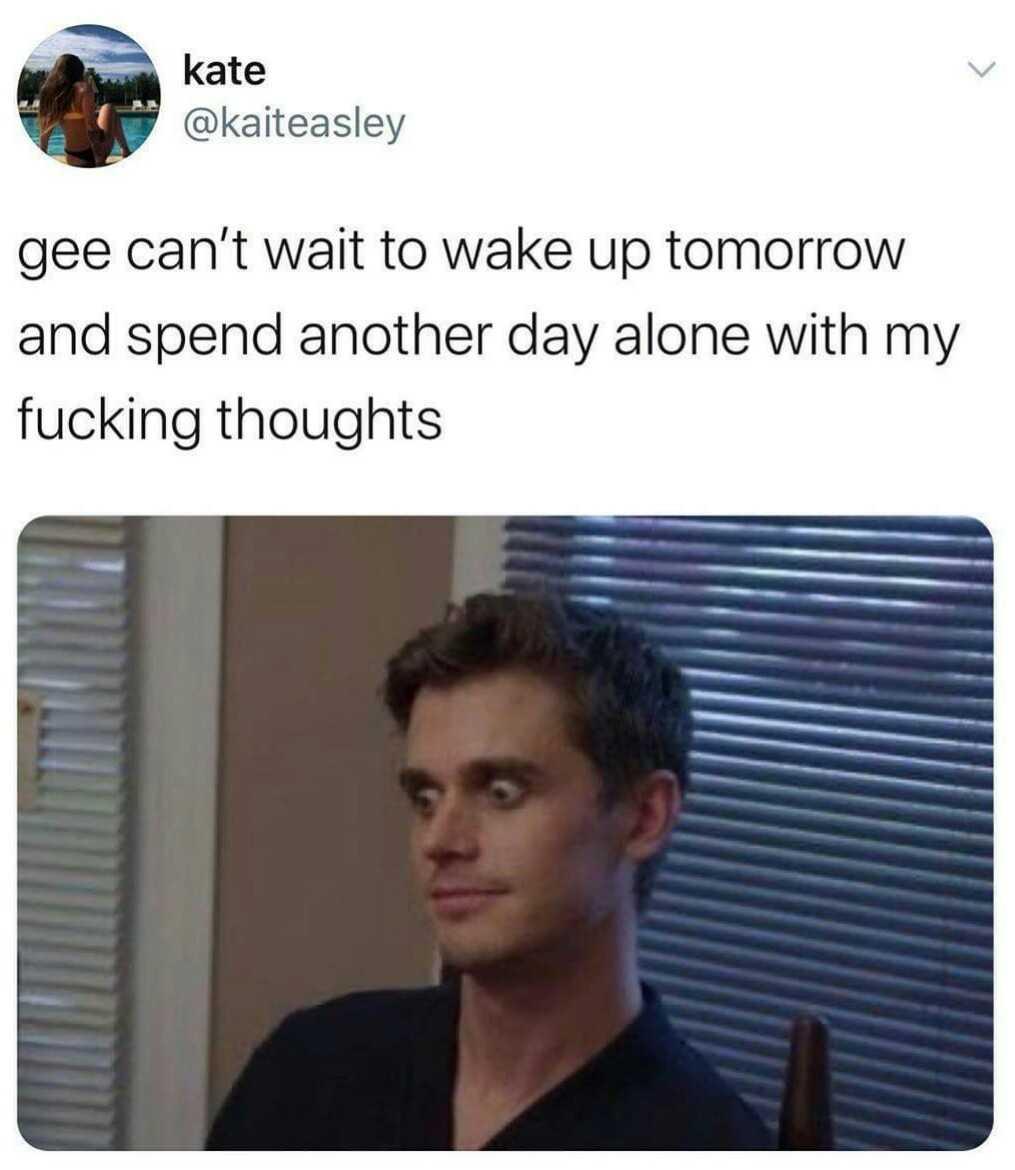 kate
@kaiteasley
gee can't wait to wake up tomorrow
and spend another day alone with my
fucking thoughts